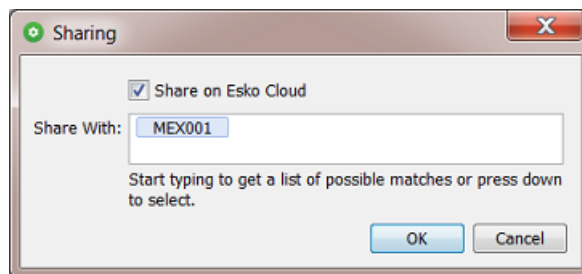 Sharing
Share on Esko Cloud
Share With: MEX001
Start typing to get a list of possible matches or press down
to select.
OK Cancel